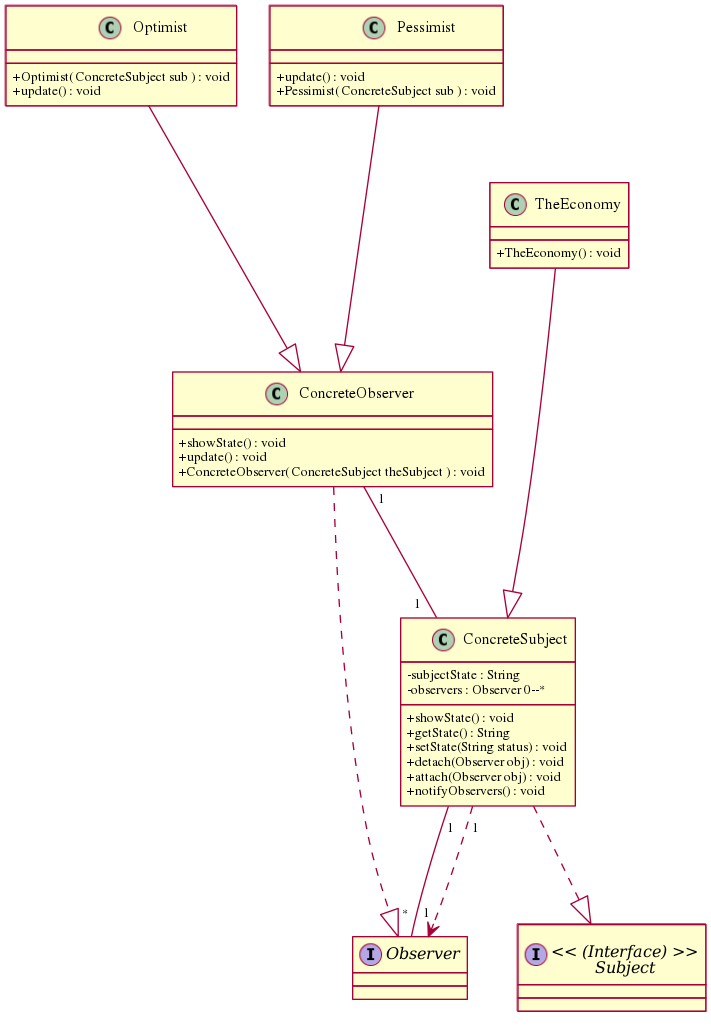 C Optimist
+Optimist( ConcreteSubject sub ) : void
+update() : void
C Pessimist
+update() : void
+Pessimist( ConcreteSubject sub ) : void
C TheEconomy
+TheEconomy() : void
C ConcreteObserver
+showState() : void
+update() : void
+ConcreteObserver( ConcreteSubject theSubject ) : void
1
1
C ConcreteSubject
-subjectState : String
-observers : Observer 0--*
+showState() : void
+getState() : String
+setState(String status) : void
+detach(Observer obj) : void
+attach(Observer obj) : void
+notifyObservers() : void
1
1
*
1
I Observer
I << (Interface) >>
Subject